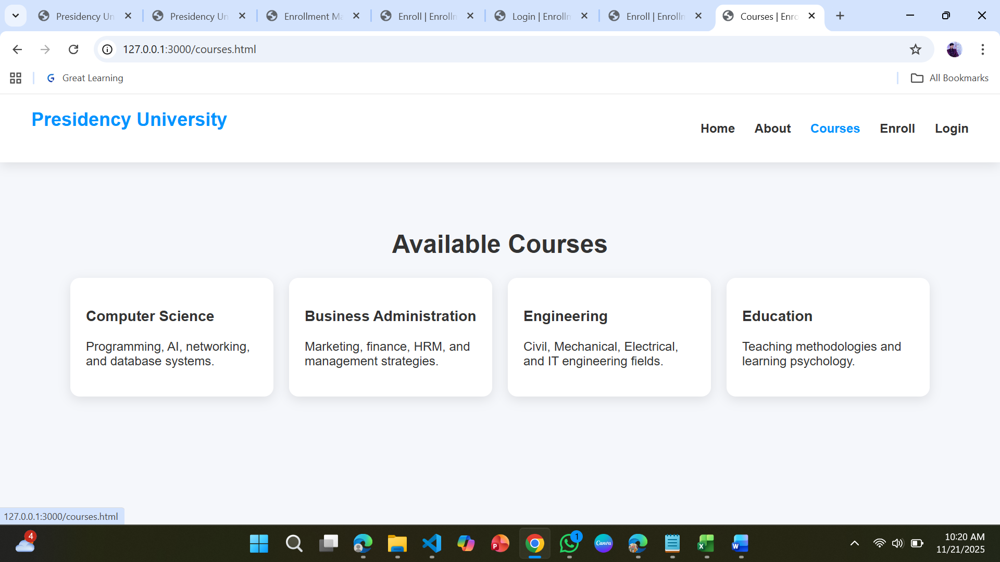 Presidency Un
Presidency Un
Enrollment Ma
Enroll | Enrolln
Login | Enrolln
Enroll | Enrolln
Courses | Enro
127.0.0.1:3000/courses.html
Great Learning
All Bookmarks
Presidency University
Home
About
Courses
Enroll
Login
Available Courses
Computer Science
Programming, AI, networking,
and database systems.
Business Administration
Marketing, finance, HRM, and
management strategies.
Engineering
Civil, Mechanical, Electrical,
and IT engineering fields.
Education
Teaching methodologies and
learning psychology.
127.0.0.1:3000/courses.html
4
P
1
Canva
X
W
10:20 AM
11/21/2025